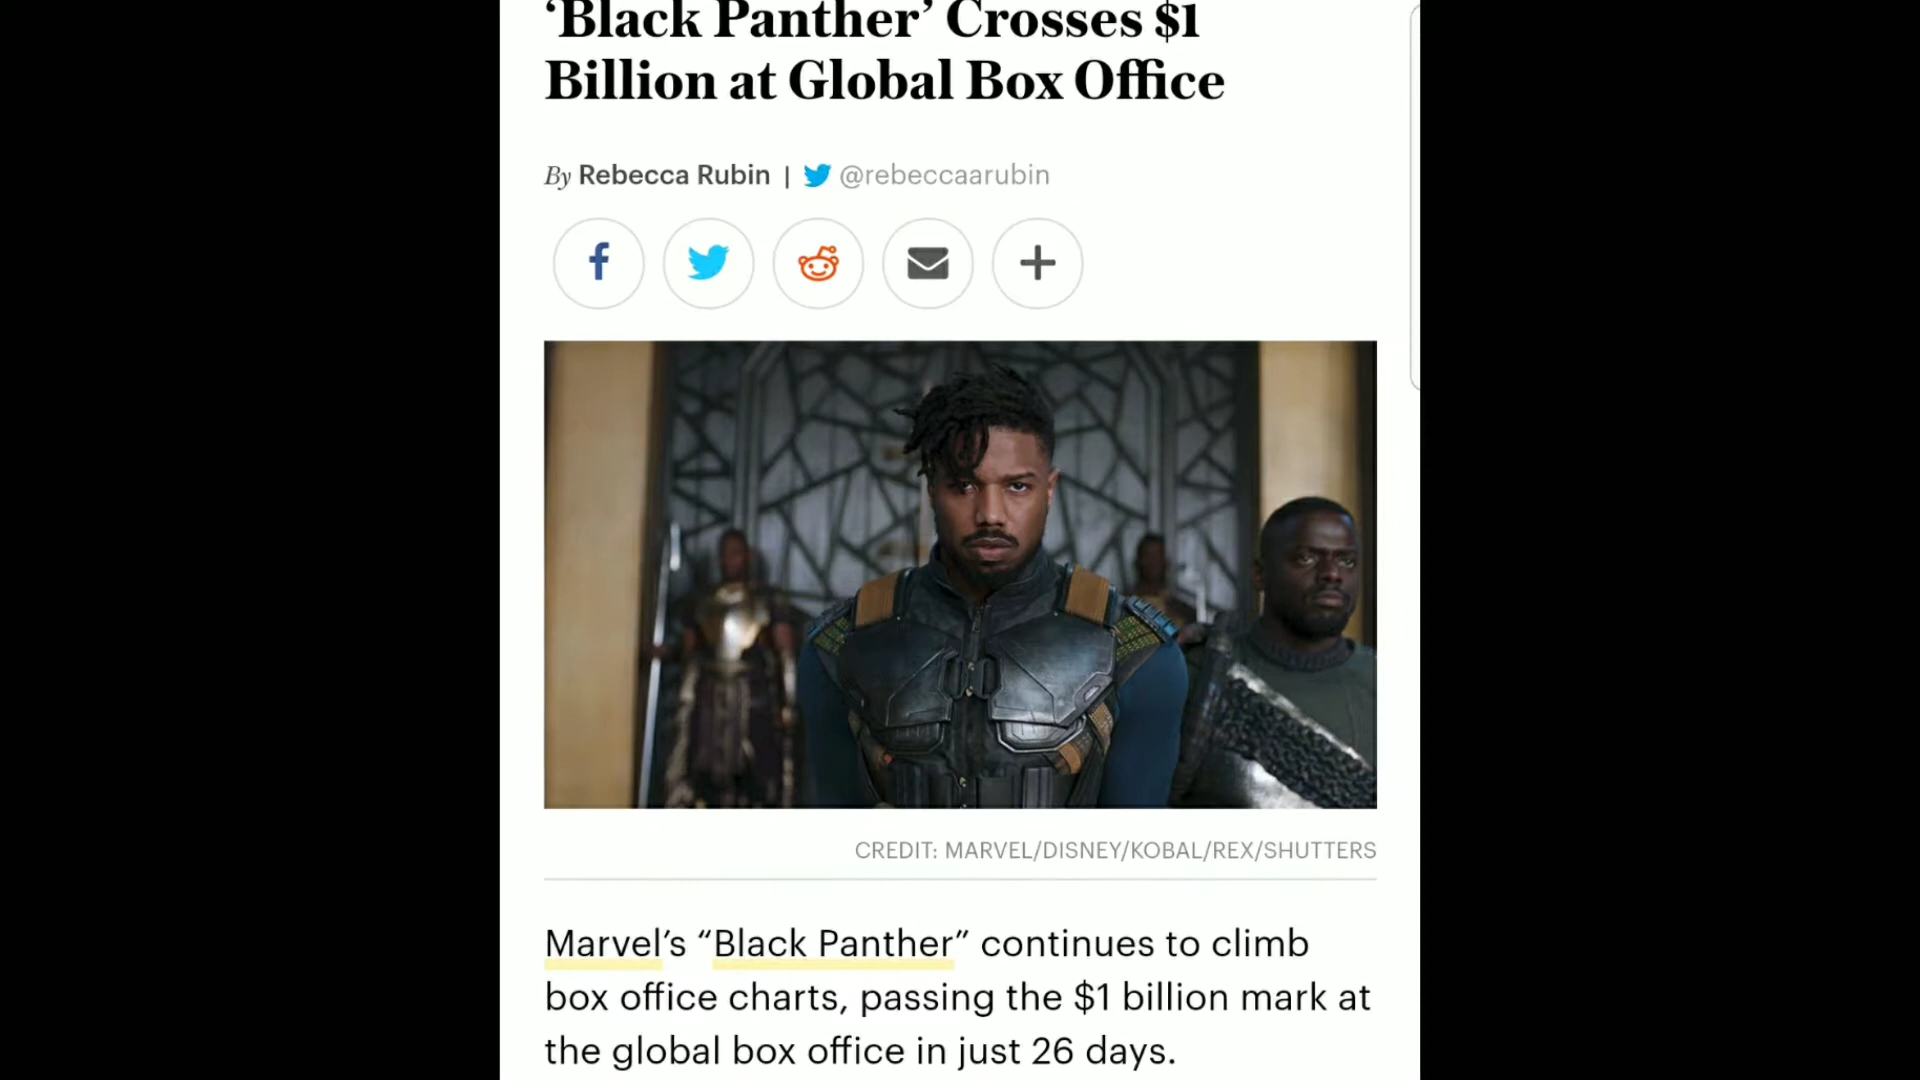 ‘Black Panther’ Crosses $1
Billion at Global Box Office
By Rebecca Rubin | @rebeccaarubin
CREDIT: MARVEL/DISNEY/KOBAL/REX/SHUTTERS
Marvel’s “Black Panther” continues to climb
box office charts, passing the $1 billion mark at
the global box office in just 26 days.